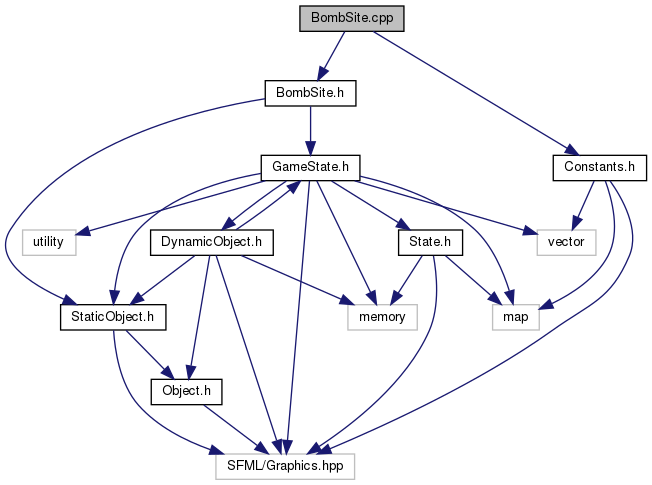 BombSite.cpp
BombSite.h
GameState.h
Constants.h
utility
DynamicObject.h
State.h
vector
StaticObject.h
memory
map
Object.h
SFML/Graphics.hpp